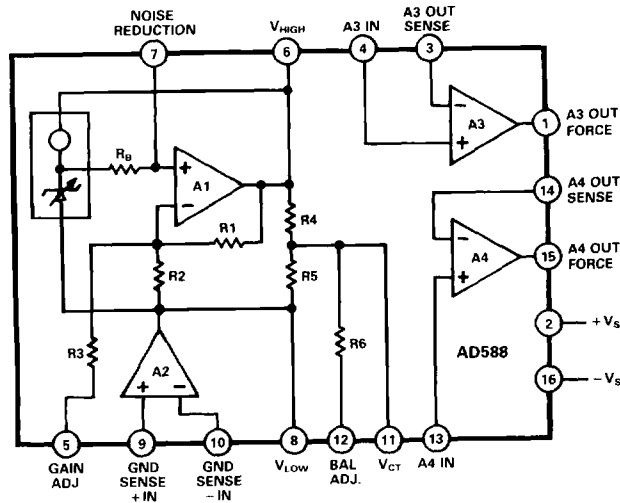 NOISE
REDUCTION
VHIGH
A3 IN
A3 OUT
SENSE
7
6
4
3
RB
A1
+
−
R1
R2
R3
R4
R5
R6
A2
+
−
A3
−
+
1
A3 OUT
FORCE
14
A4 OUT
SENSE
A4
−
+
15
A4 OUT
FORCE
2
+VS
AD588
16
−VS
5
9
10
8
12
11
13
GAIN
ADJ
GND
SENSE
+ IN
GND
SENSE
− IN
VLOW
BAL
ADJ.
VCT
A4 IN